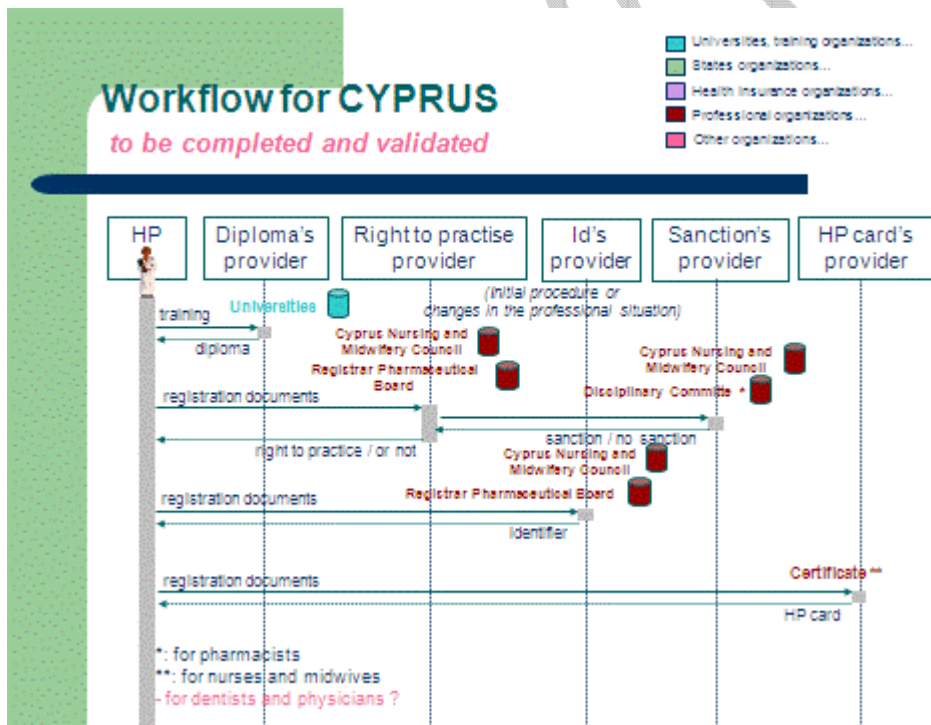 Universities, training organizations...
States organizations...
Health insurance organizations...
Professional organizations...
Other organizations...
Workflow for CYPRUS
to be completed and validated
HP
Diploma's
provider
Right to practise
provider
Id's
provider
Sanction's
provider
HP card's
provider
(initial procedure or
changes in the professional situation)
Universities
training
diploma
Cyprus Nursing and
Midwifery Council
Registrar Pharmaceutical
Board
Cyprus Nursing and
Midwifery Council
Disciplinary Committe *
registration documents
right to practice / or not
sanction / no sanction
Cyprus Nursing and
Midwifery Council
Registrar Pharmaceutical Board
registration documents
identifier
Certificate **
registration documents
HP card
*: for pharmacists
**: for nurses and midwives
- for dentists and physicians ?